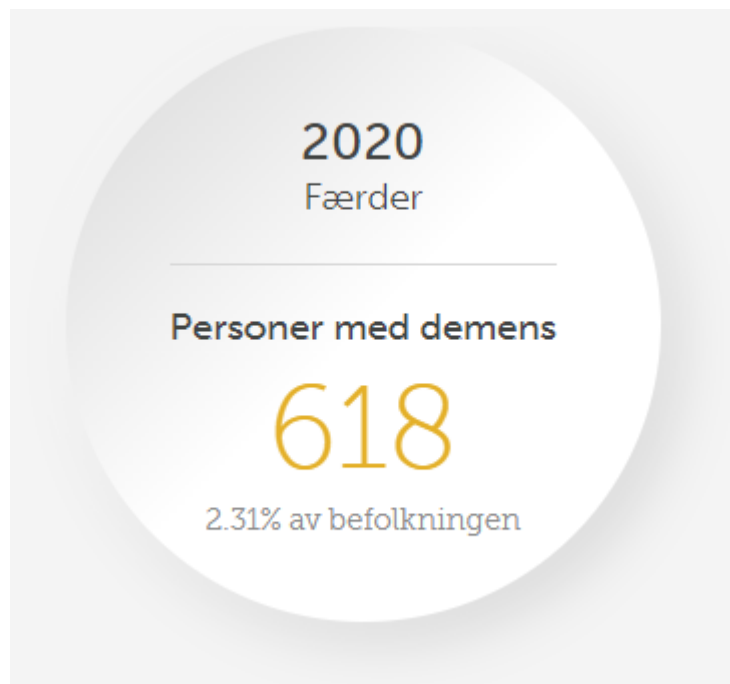 2020
Færder
Personer med demens
618
2.31% av befolkningen